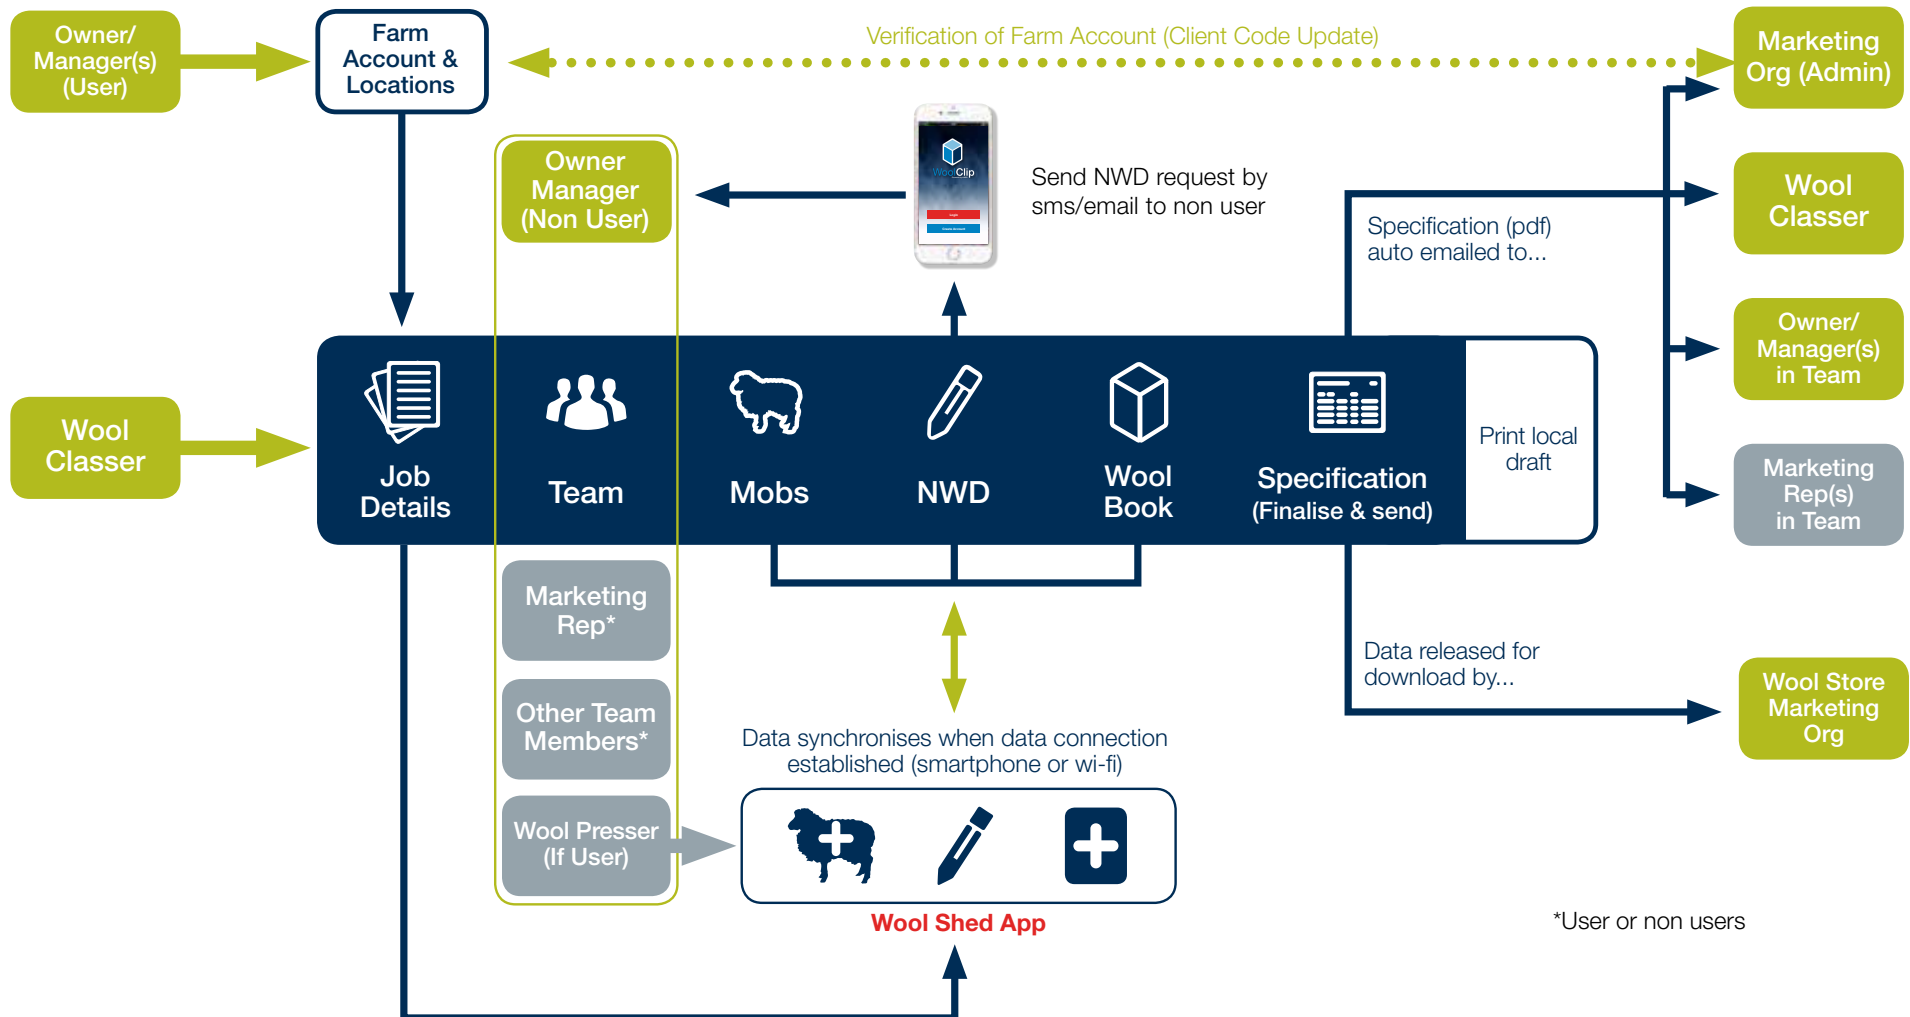 Owner/
Manager(s)
(User)
Farm
Account &
Locations
Verification of Farm Account (Client Code Update)
Marketing
Org (Admin)
Owner
Manager
(Non User)
WoolClip
Login
Create Account
Send NWD request by
sms/email to non user
Specification (pdf)
auto emailed to...
Wool
Classer
Owner/
Manager(s)
in Team
Marketing
Rep(s)
in Team
Wool
Classer
Job
Details
Team
Mobs
NWD
Wool
Book
Specification
(Finalise & send)
Print local
draft
Marketing
Rep*
Other Team
Members*
Wool Presser
(If User)
Data synchronises when data connection
established (smartphone or wi-fi)
Wool Shed App
Data released for
download by...
Wool Store
Marketing
Org
*User or non users